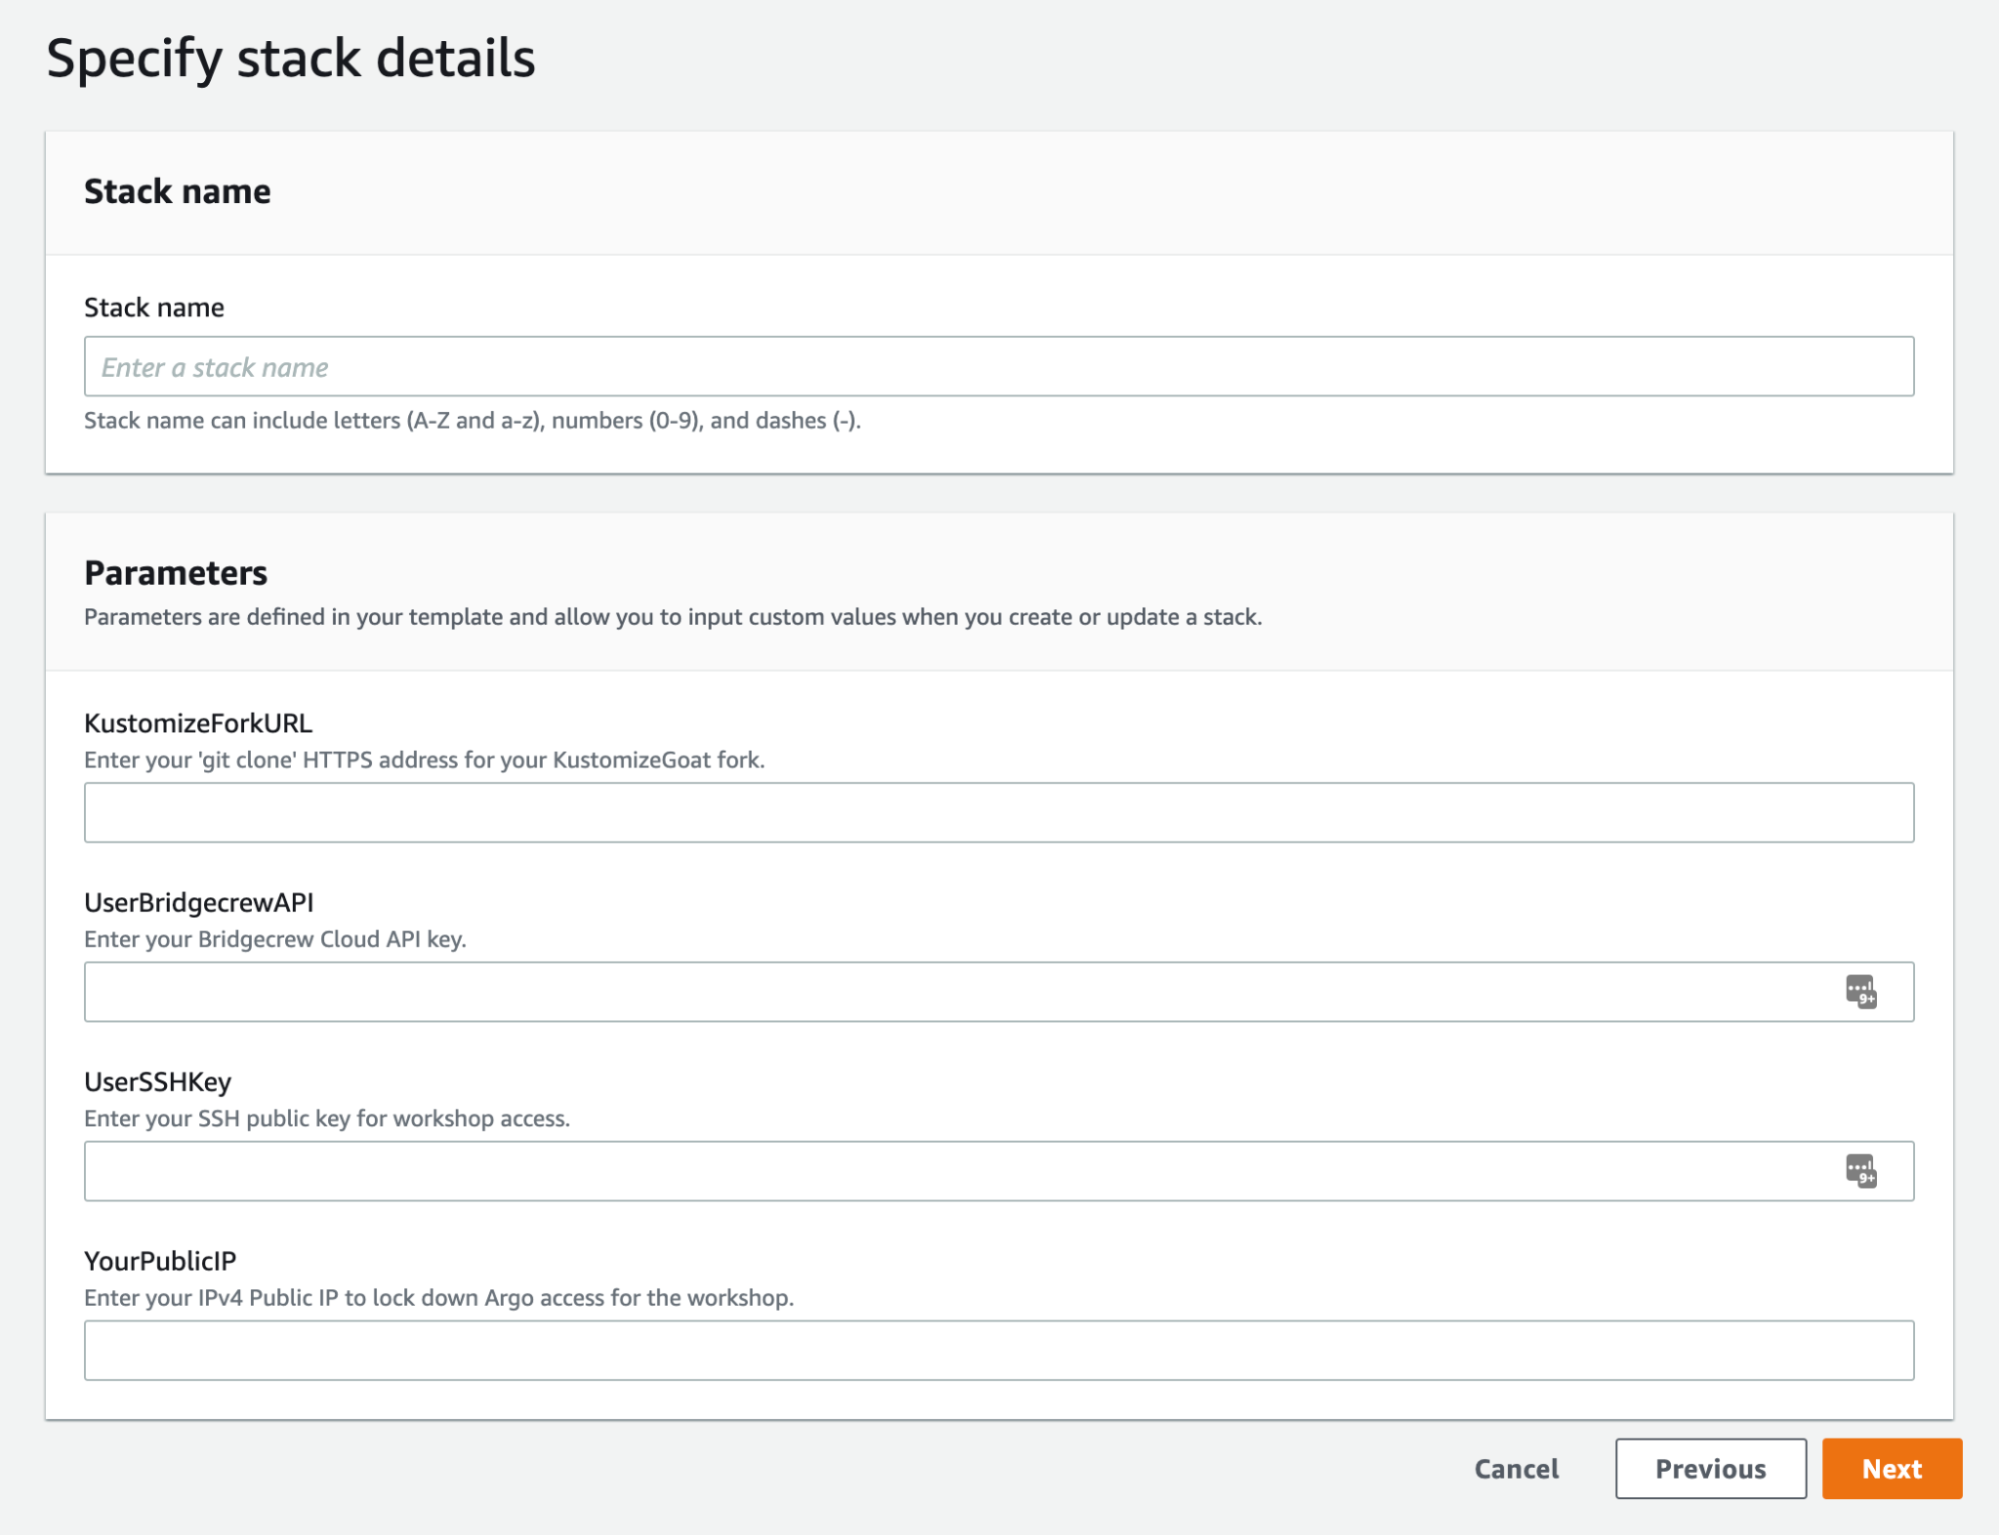 Specify stack details
Stack name
Stack name
Enter a stack name
Stack name can include letters (A-Z and a-z), numbers (0-9), and dashes (-).
Parameters
Parameters are defined in your template and allow you to input custom values when you create or update a stack.
KustomizeForkURL
Enter your 'git clone' HTTPS address for your KustomizeGoat fork.
UserBridgecrewAPI
Enter your Bridgecrew Cloud API key.
9+
UserSSHKey
Enter your SSH public key for workshop access.
9+
YourPublicIP
Enter your IPv4 Public IP to lock down Argo access for the workshop.
Cancel Previous Next